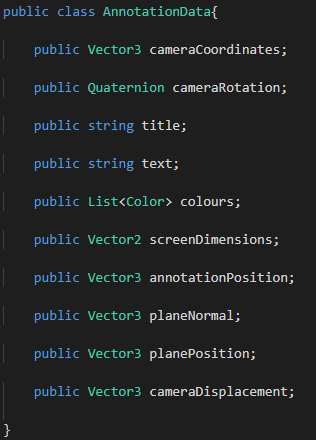 public class AnnotationData{
public Vector3 cameraCoordinates;
public Quaternion cameraRotation;
public string title;
public string text;
public List<Color> colours;
public Vector2 screenDimensions;
public Vector3 annotationPosition;
public Vector3 planeNormal;
public Vector3 planePosition;
public Vector3 cameraDisplacement;
}